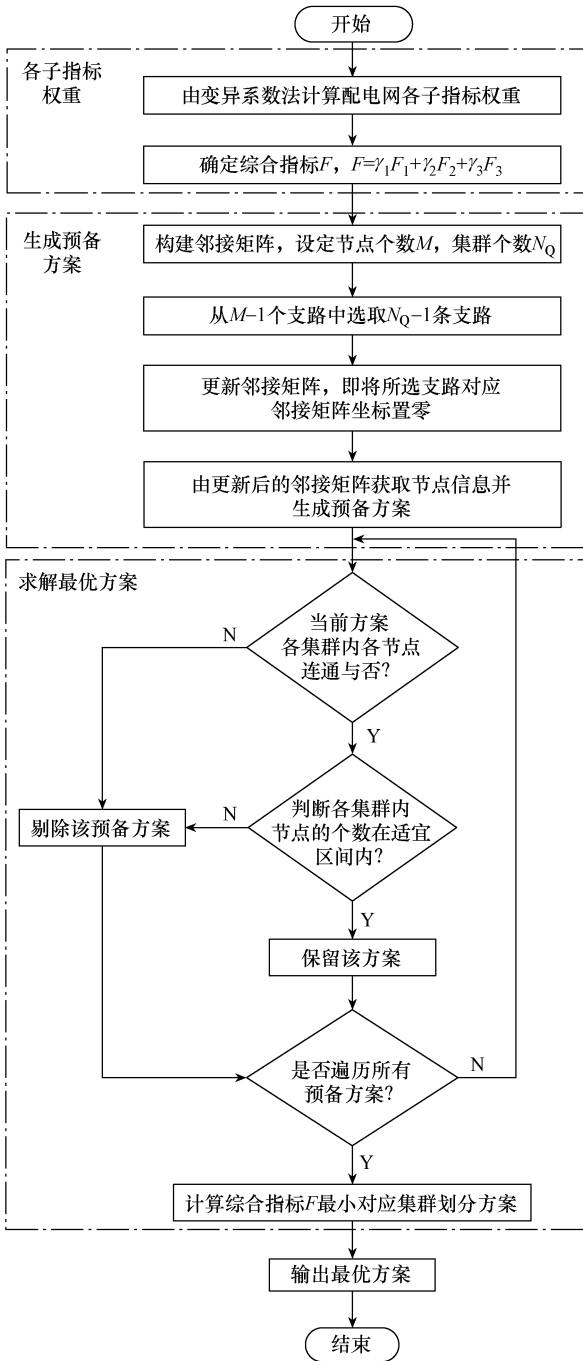 开始
各子指标
权重
由变异系数法计算配电网各子指标权重
确定综合指标F，F=γ₁F₁+γ₂F₂+γ₃F₃
生成预备
方案
构建邻接矩阵，设定节点个数M，集群个数N_Q
从M−1个支路中选取N_Q−1条支路
更新邻接矩阵，即将所选支路对应
邻接矩阵坐标置零
由更新后的邻接矩阵获取节点信息并
生成预备方案
求解最优方案
当前方案
各集群内各节点
连通与否？
N
Y
判断各集群内
节点的个数在适宜
区间内？
N
剔除该预备方案
Y
保留该方案
是否遍历所有
预备方案？
N
Y
计算综合指标F最小对应集群划分方案
输出最优方案
结束